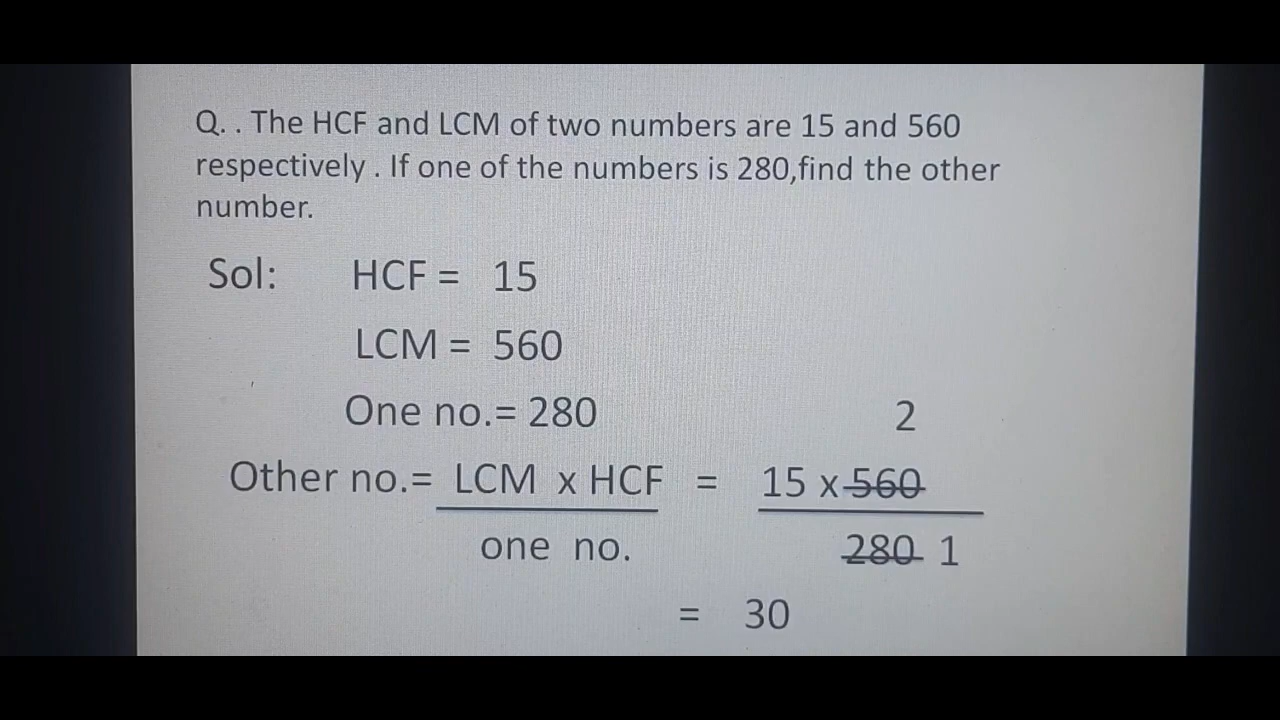 Q. . The HCF and LCM of two numbers are 15 and 560
respectively . If one of the numbers is 280,find the other
number.
Sol: HCF = 15
LCM = 560
One no.= 280
2
Other no.= LCM x HCF = 15 x 560
one no. 280 1
= 30